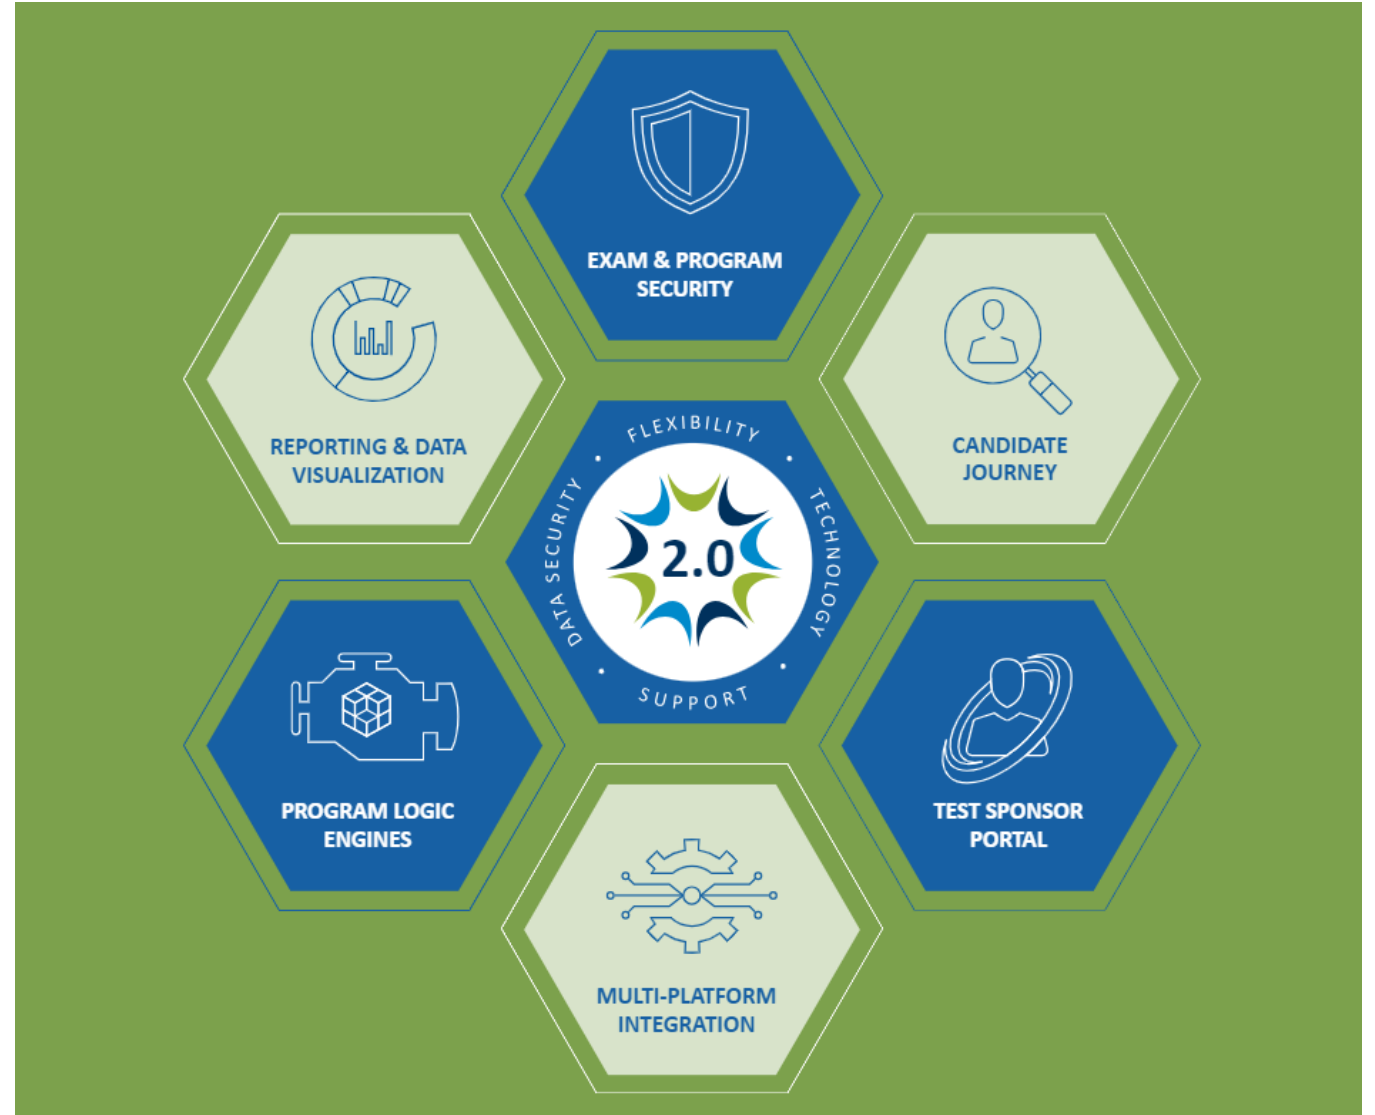 EXAM & PROGRAM
SECURITY
REPORTING & DATA
VISUALIZATION
CANDIDATE
JOURNEY
FLEXIBILITY
TECHNOLOGY
SUPPORT
DATA SECURITY
2.0
PROGRAM LOGIC
ENGINES
TEST SPONSOR
PORTAL
MULTI-PLATFORM
INTEGRATION